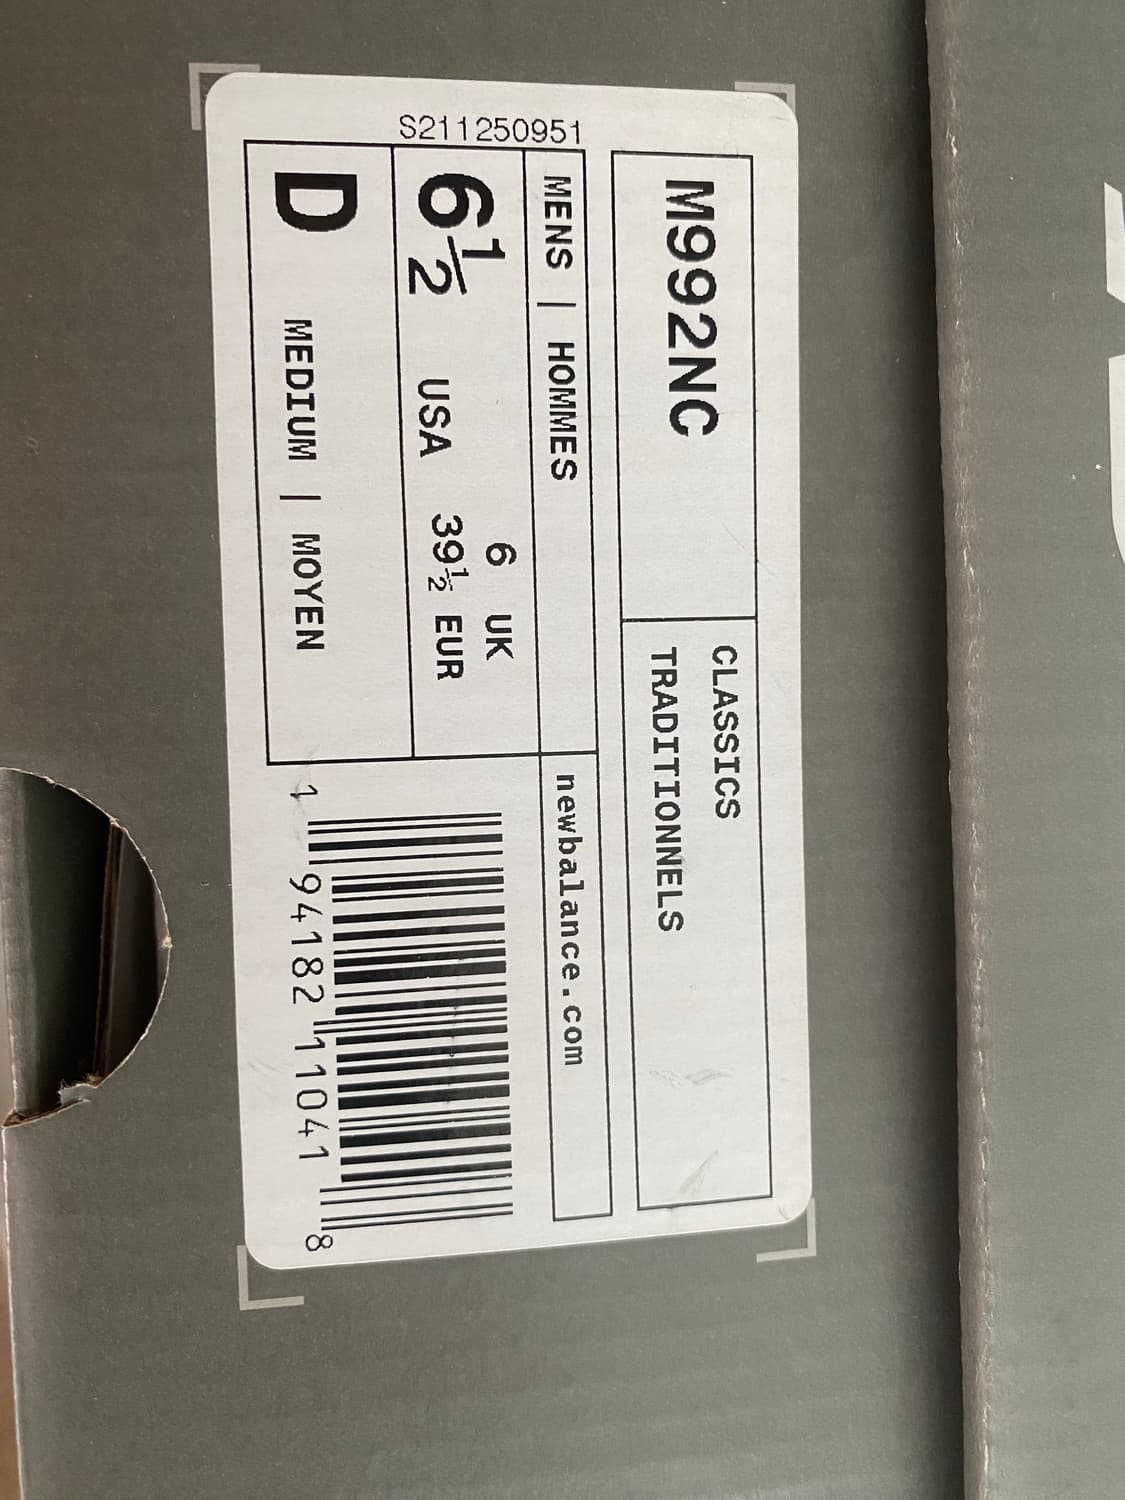 M992NC
CLASSICS
TRADITIONNELS
MENS | HOMMES
newbalance.com
6½ USA
6 UK
39½ EUR
D MEDIUM | MOYEN
S211250951
1 94182 11041 8